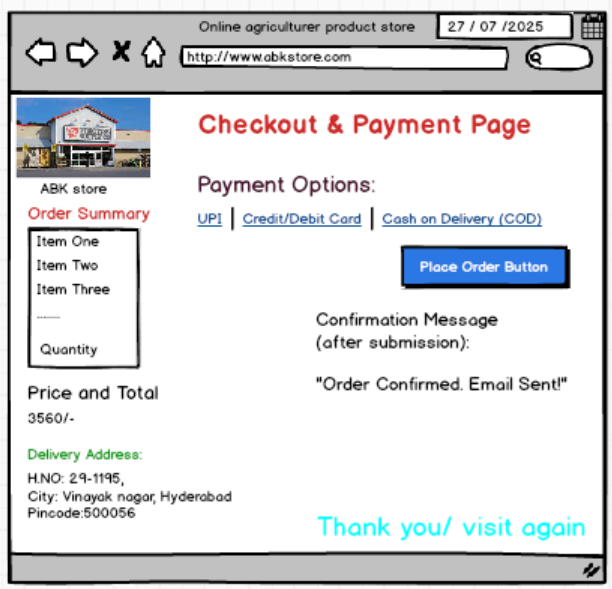 Online agriculturer product store
27 / 07 /2025
http://www.abkstore.com
ABK store
Order Summary
Item One
Item Two
Item Three
.......
Quantity
Price and Total
3560/-
Delivery Address:
H.NO: 29-1195,
City: Vinayak nagar, Hyderabad
Pincode:500056
Checkout & Payment Page
Payment Options:
UPI | Credit/Debit Card | Cash on Delivery (COD)
Place Order Button
Confirmation Message
(after submission):
"Order Confirmed. Email Sent!"
Thank you/ visit again